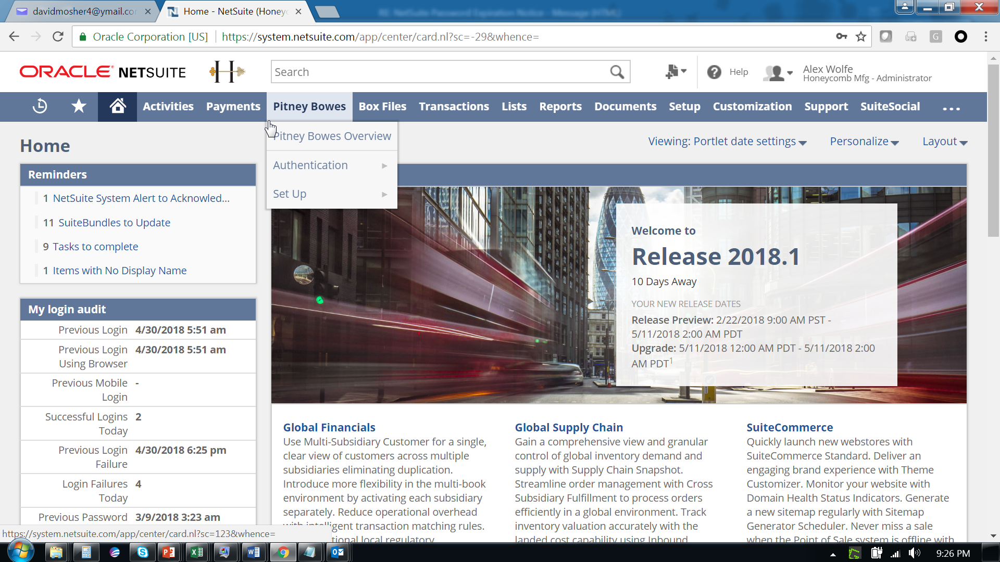 davidmosher4@ymail.co
Home - NetSuite (Honeyc
RE: NetSuite Password Expiration Notice - Message (HTML)
Oracle Corporation [US]
https://system.netsuite.com/app/center/card.nl?sc=-29&whence=
G
ORACLE NETSUITE
H
Search
Help
Alex Wolfe
Honeycomb Mfg - Administrator
Activities Payments Pitney Bowes Box Files Transactions Lists Reports Documents Setup Customization Support SuiteSocial ...
Pitney Bowes Overview
Authentication
Set Up
Home
Viewing: Portlet date settings
Personalize
Layout
Reminders
1 NetSuite System Alert to Acknowled...
11 SuiteBundles to Update
9 Tasks to complete
1 Items with No Display Name
My login audit
Previous Login 4/30/2018 5:51 am
Previous Login 4/30/2018 5:51 am
Using Browser
Previous Mobile -
Login
Successful Logins 2
Today
Previous Login 4/30/2018 6:25 pm
Failure
Login Failures 4
Today
Previous Password 3/9/2018 3:23 am
Welcome to
Release 2018.1
10 Days Away
YOUR NEW RELEASE DATES
Release Preview: 2/22/2018 9:00 AM PST -
5/11/2018 2:00 AM PDT
Upgrade: 5/11/2018 12:00 AM PDT - 5/11/2018 2:00
AM PDT1
Global Financials
Use Multi-Subsidiary Customer for a single,
clear view of customers across multiple
subsidiaries eliminating duplication.
Introduce more flexibility in the multi-book
environment by activating each subsidiary
separately. Reduce operational overhead
with intelligent transaction matching rules.
tional local regulatory
Global Supply Chain
Gain a comprehensive view and granular
control of global inventory demand and
supply with Supply Chain Snapshot.
Streamline order management with Cross
Subsidiary Fulfillment to process orders
efficiently in a global environment. Track
inventory valuation accurately with the
landed cost capability using Inbound
SuiteCommerce
Quickly launch new webstores with
SuiteCommerce Standard. Deliver an
engaging brand experience with Theme
Customizer. Monitor your website with
Domain Health Status Indicators. Generate
a new sitemap regularly with Sitemap
Generator Scheduler. Never miss a sale
when the Point of Sale system is offline with
https://system.netsuite.com/app/center/card.nl?sc=123&whence=
9:26 PM